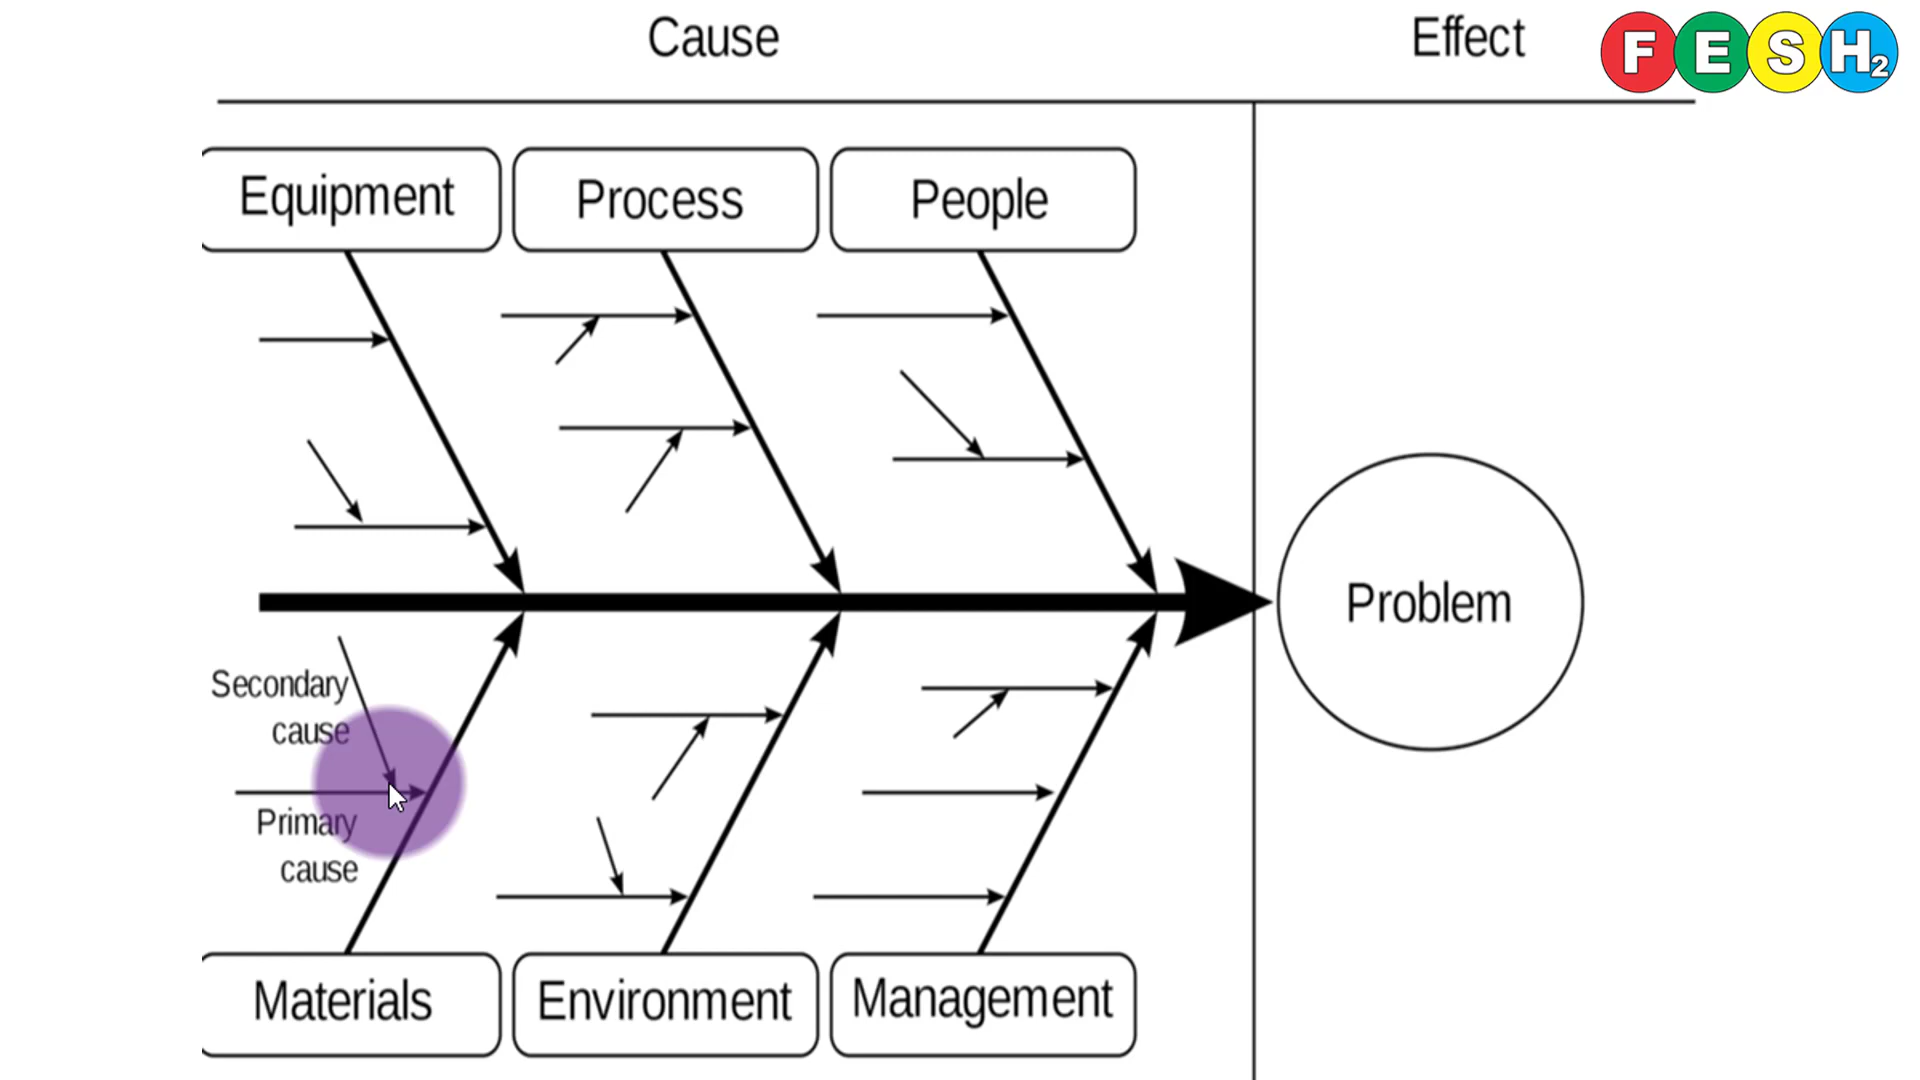 Cause
Effect
FESH2
Equipment
Process
People
Problem
Secondary
cause
Primary
cause
Materials
Environment
Management